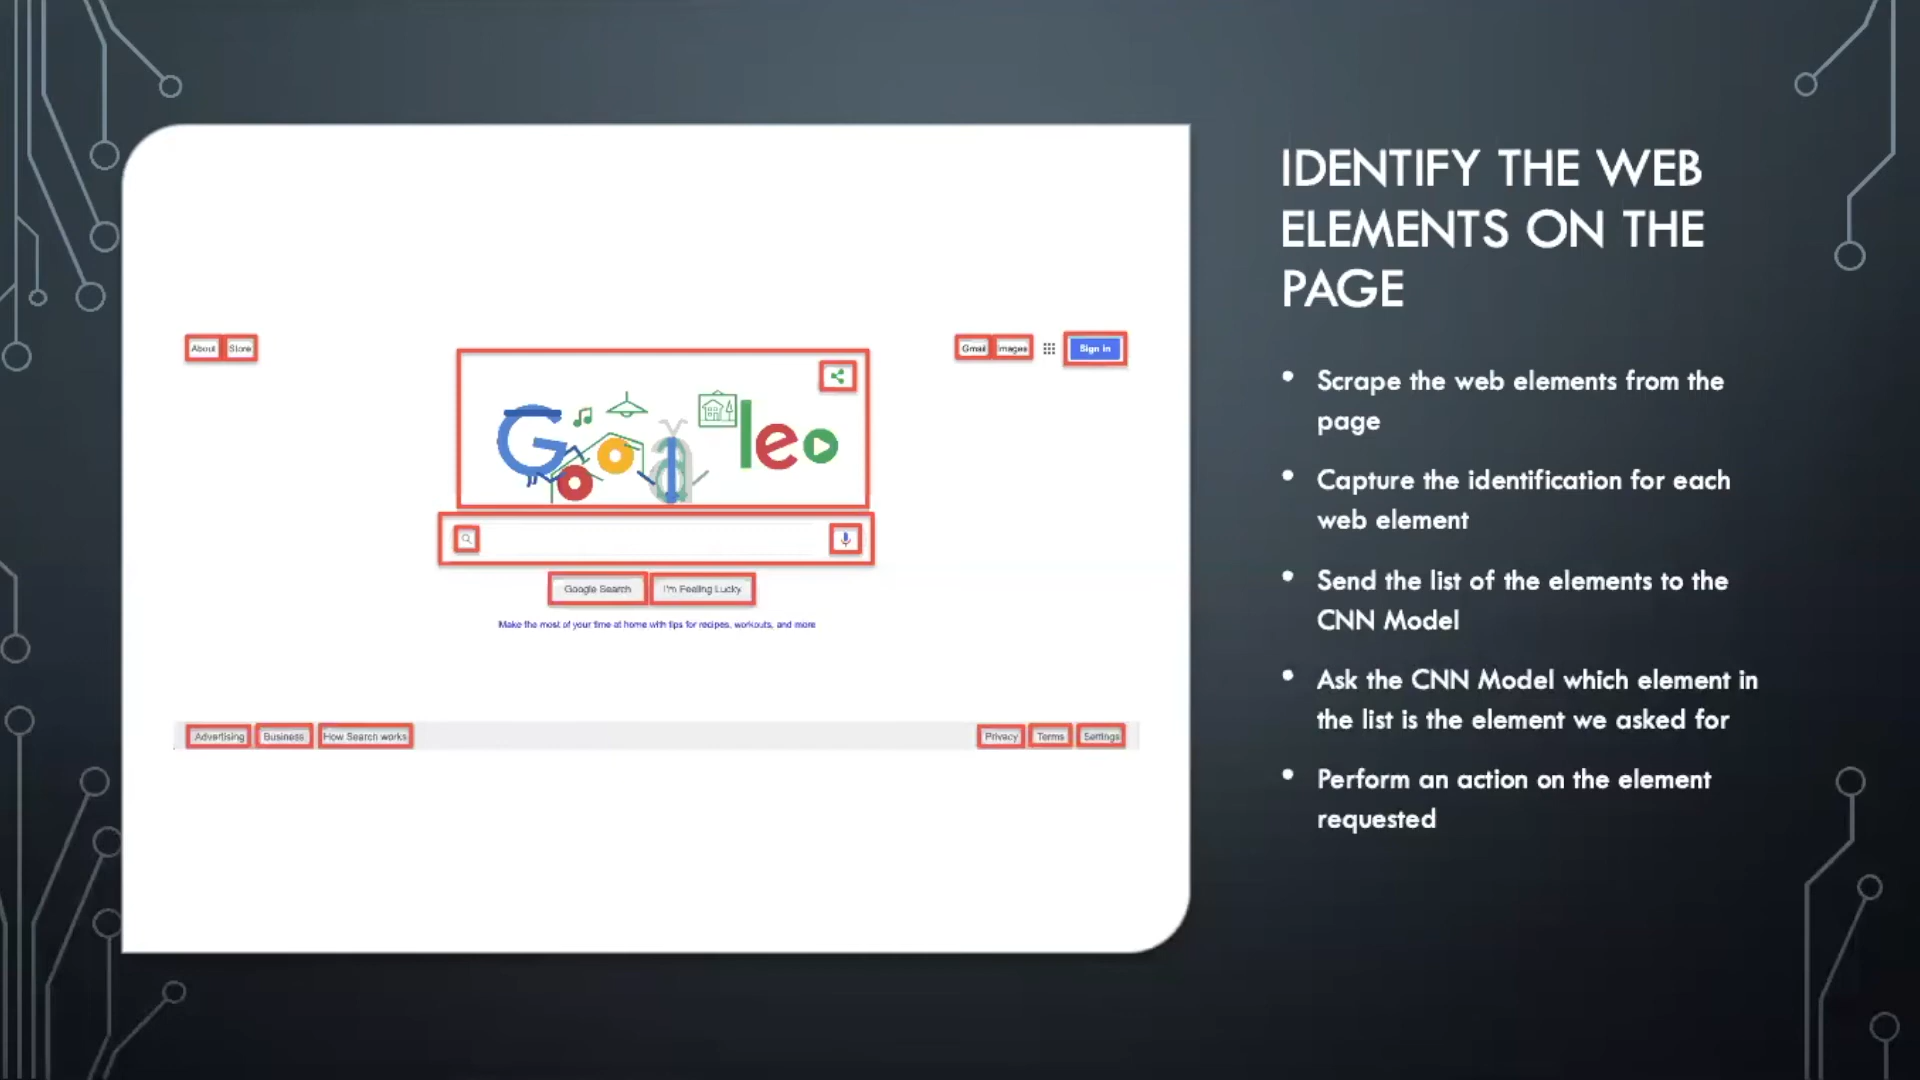 IDENTIFY THE WEB
ELEMENTS ON THE
PAGE
About Store
Gmail Images Sign in
Google Search I'm Feeling Lucky
Make the most of your time at home with tips for recipes, workouts, and more
Advertising Business How Search works
Privacy Terms Settings
• Scrape the web elements from the
page
• Capture the identification for each
web element
• Send the list of the elements to the
CNN Model
• Ask the CNN Model which element in
the list is the element we asked for
• Perform an action on the element
requested